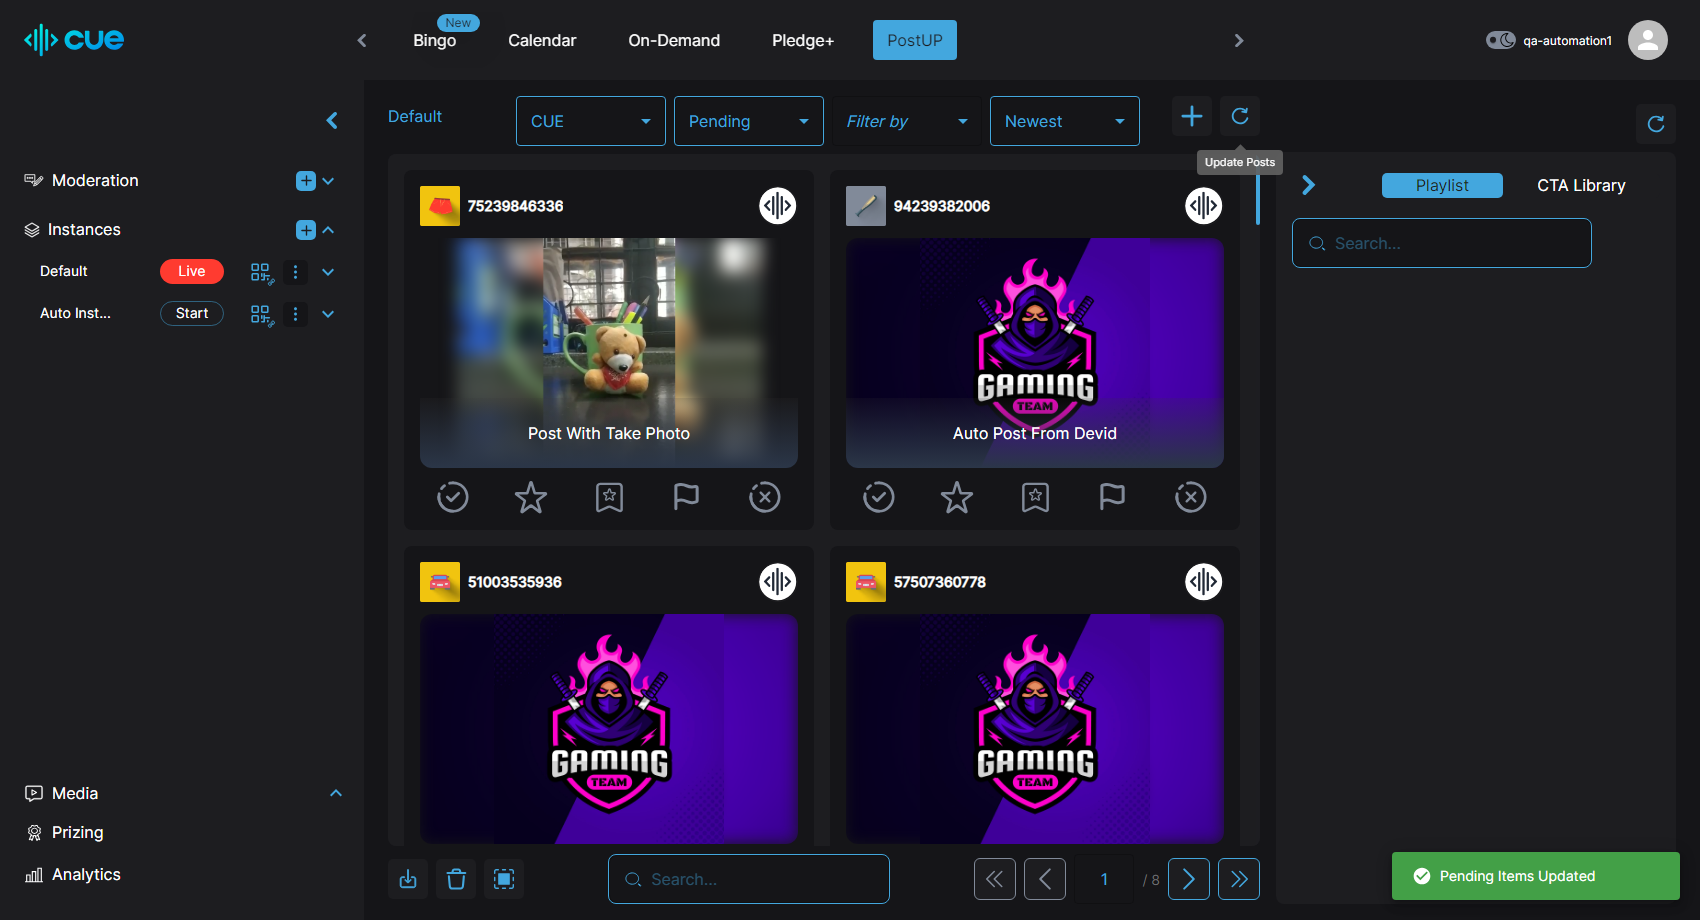 cue
New
Bingo
Calendar
On-Demand
Pledge+
PostUP
qa-automation1
Moderation
Instances
Default
Live
Auto Inst...
Start
Media
Prizing
Analytics
Default
CUE
Pending
Filter by
Newest
Update Posts
75239846336
Post With Take Photo
94239382006
GAMING
TEAM
Auto Post From Devid
51003535936
GAMING
TEAM
57507360778
GAMING
TEAM
Search...
1
/ 8
Playlist
CTA Library
Search...
Pending Items Updated